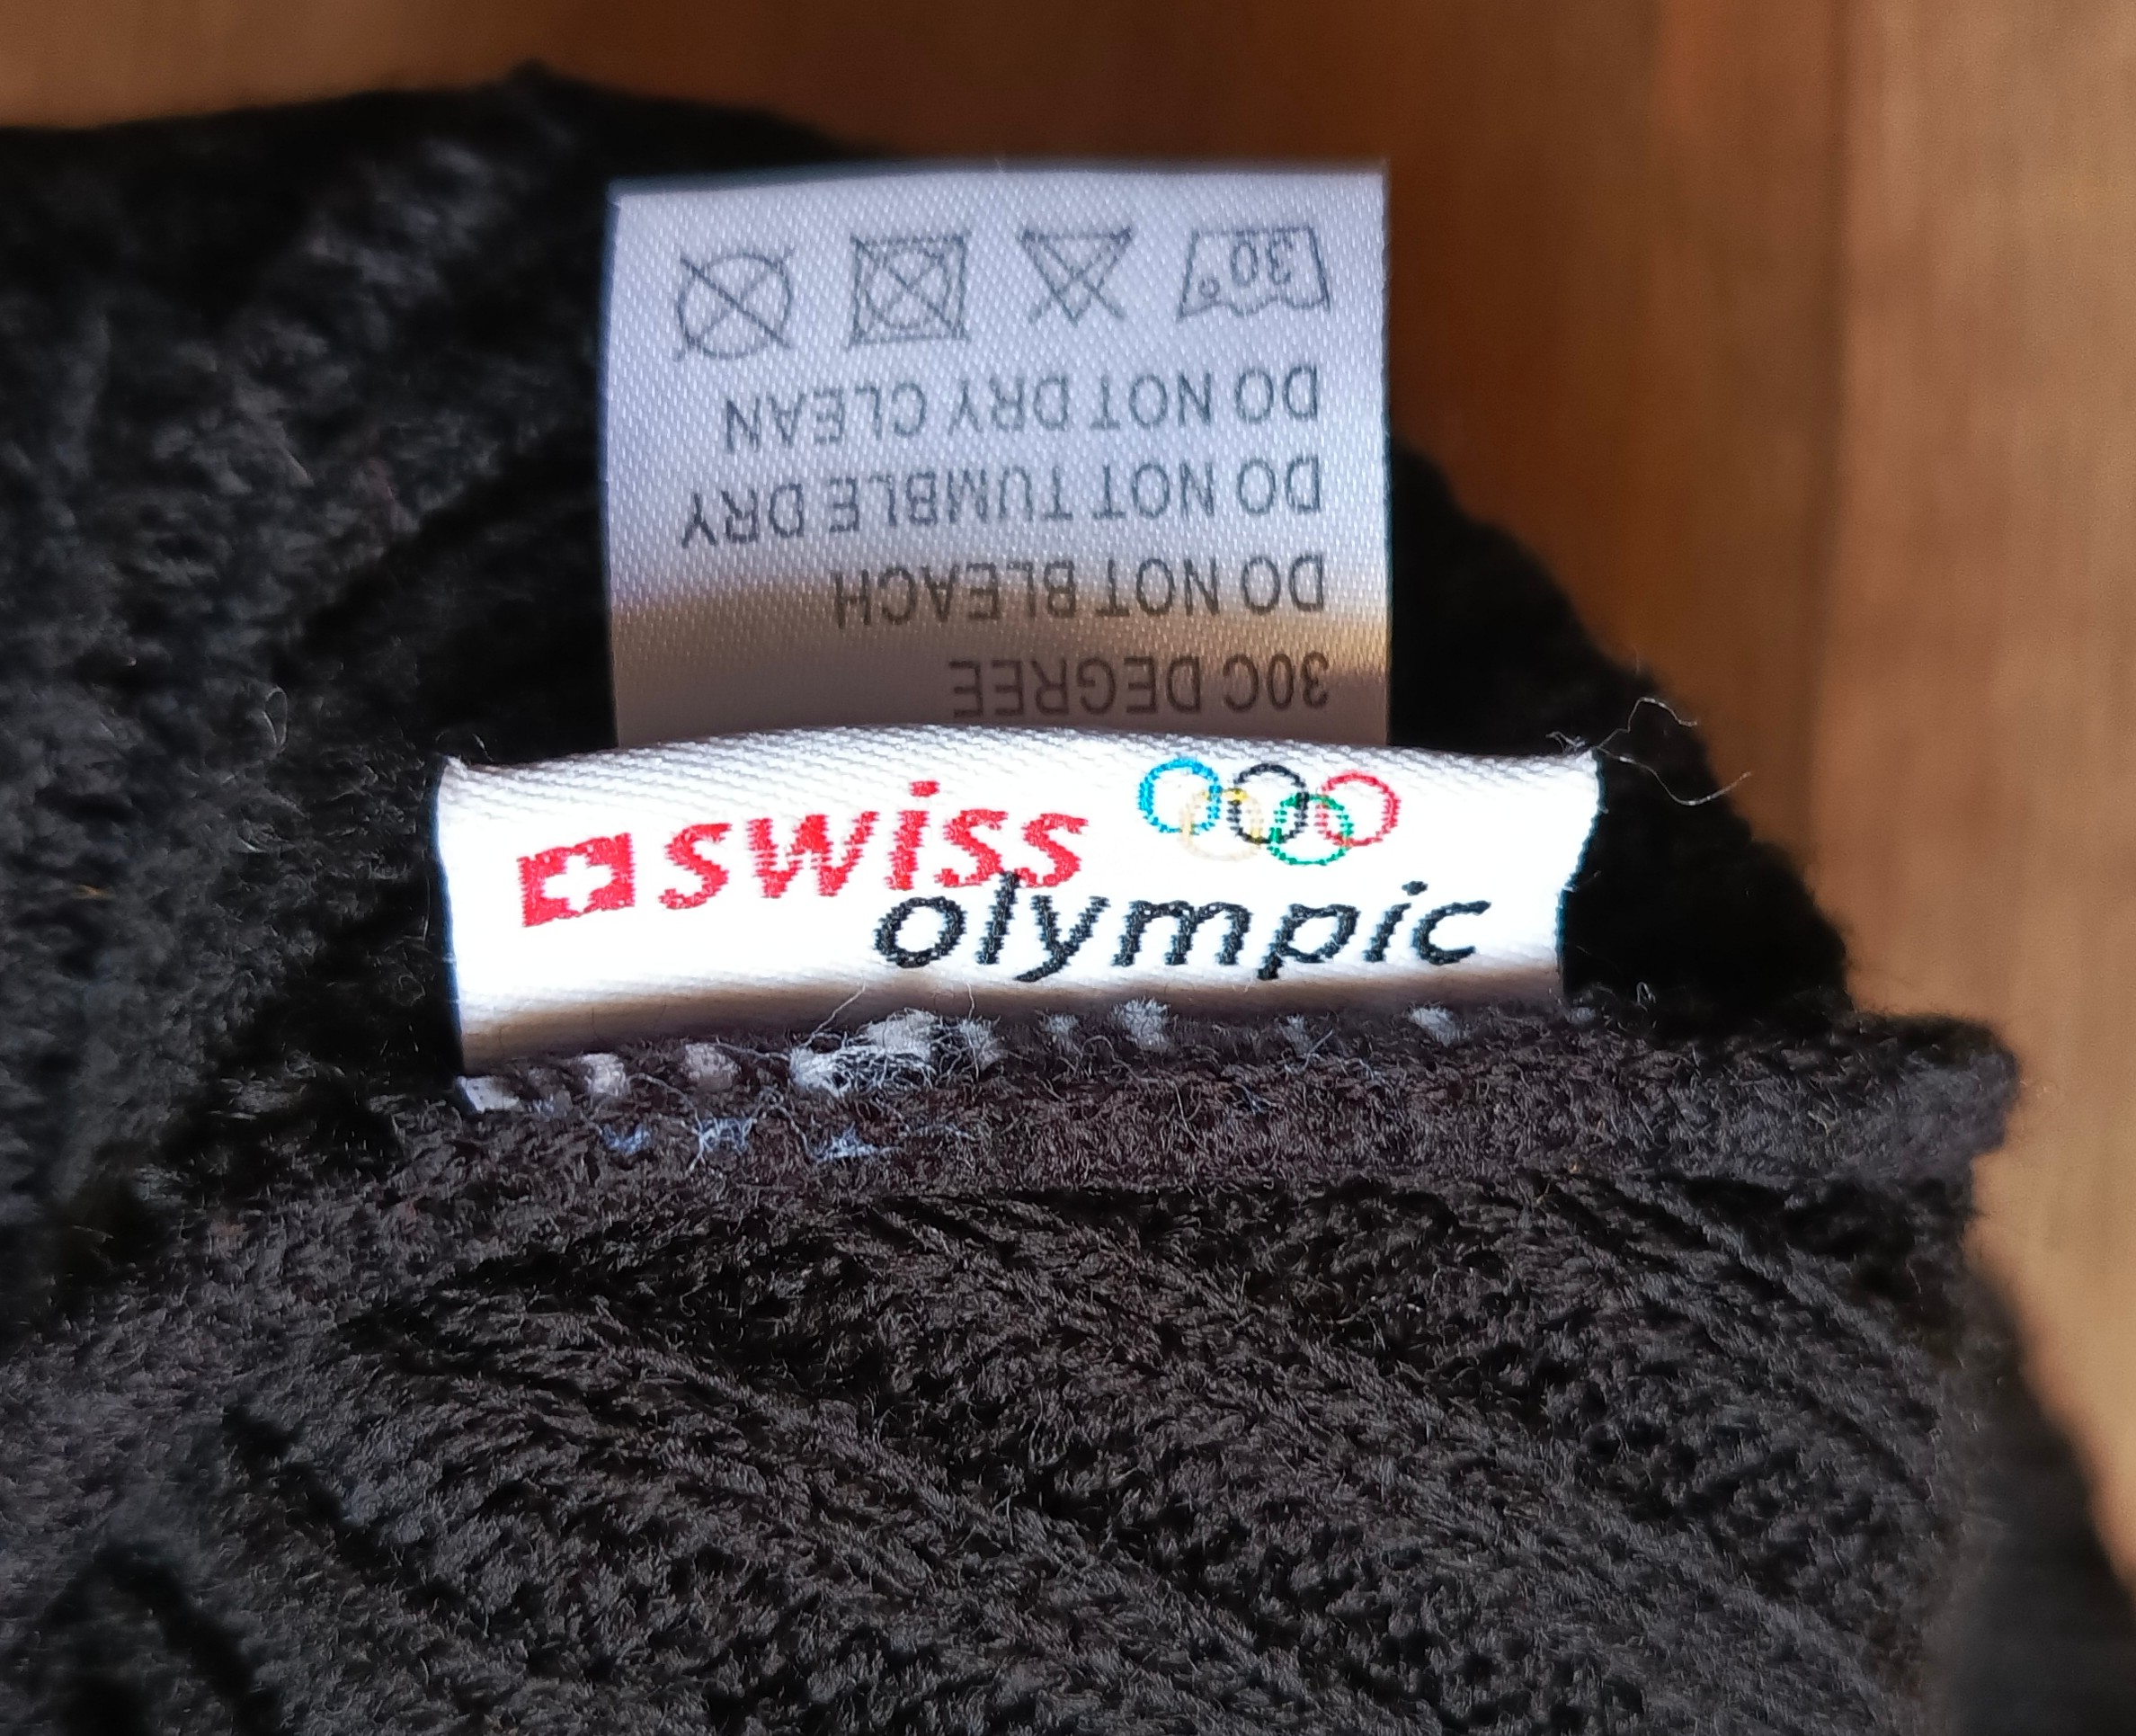 30°
DO NOT DRY CLEAN
DO NOT TUMBLE DRY
DO NOT BLEACH
30C DEGREE
swiss
olympic